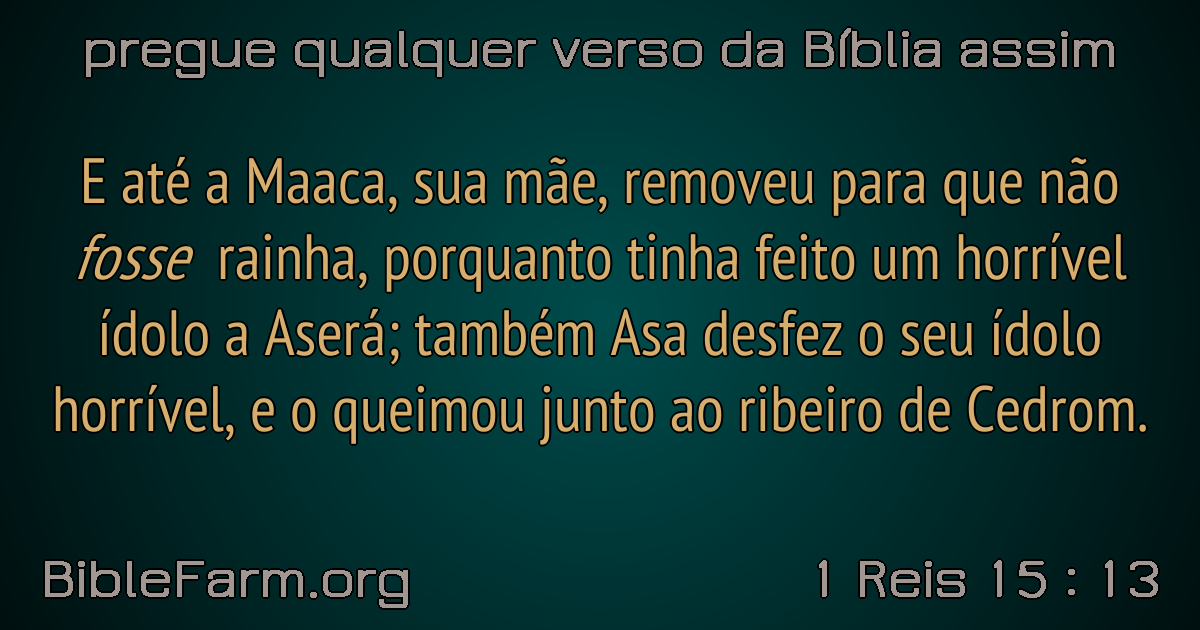 pregue qualquer verso da Bíblia assim
E até a Maaca, sua mãe, removeu para que não
fosse rainha, porquanto tinha feito um horrível
ídolo a Aserá; também Asa desfez o seu ídolo
horrível, e o queimou junto ao ribeiro de Cedrom.
BibleFarm.org
1 Reis 15 : 13